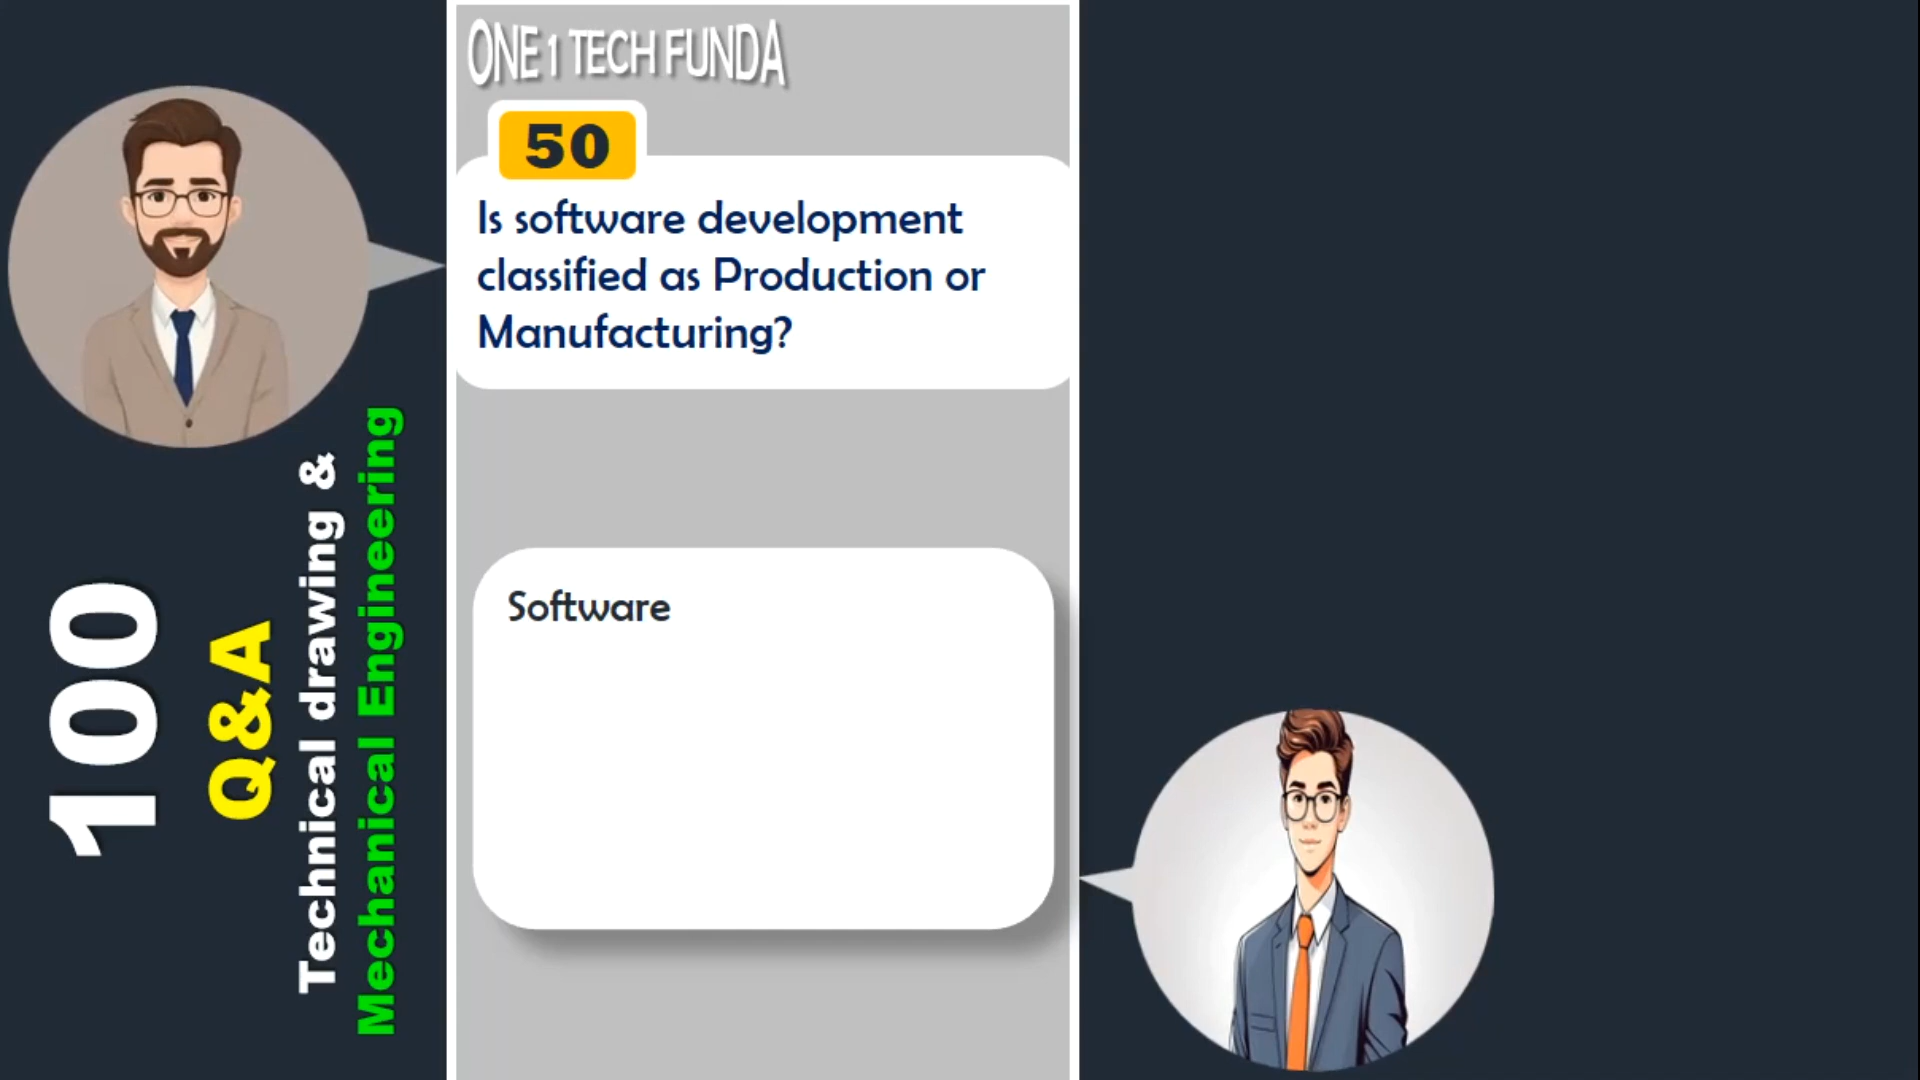 ONE 1 TECH FUNDA
50
Is software development
classified as Production or
Manufacturing?
Software
100
Q&A
Technical drawing &
Mechanical Engineering